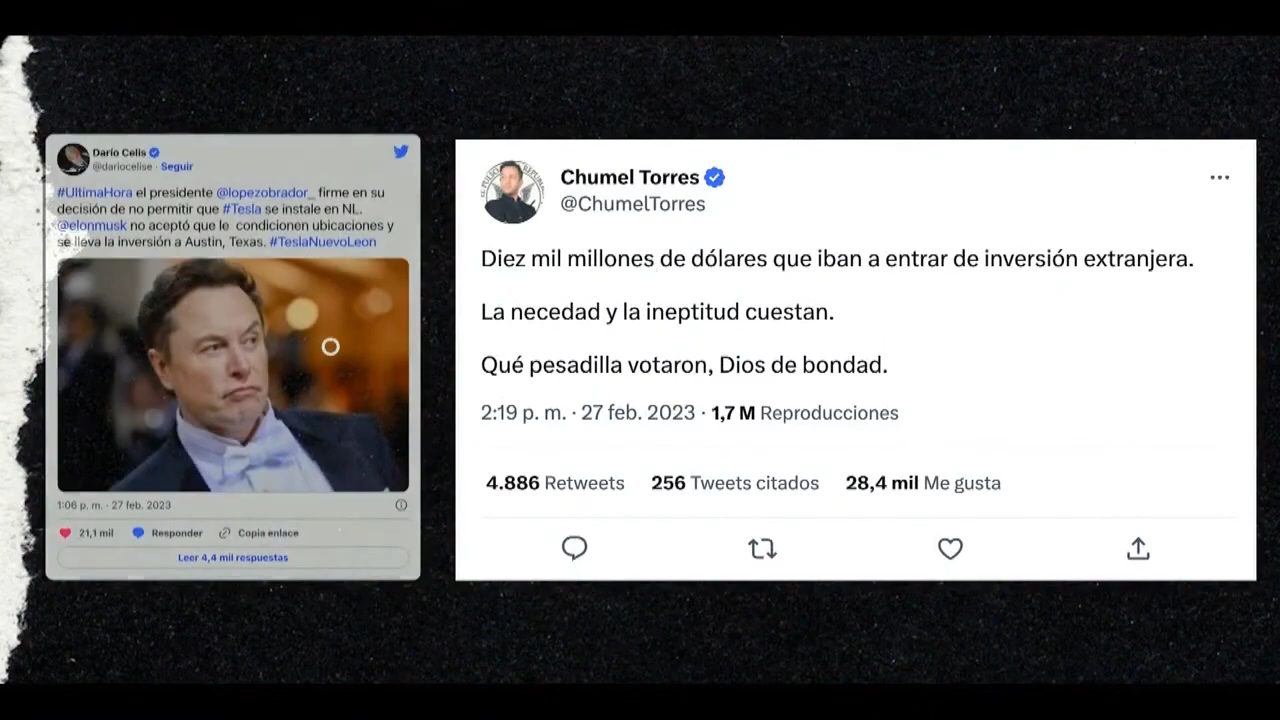 Darío Celis
@dariocelise · Seguir
#UltimaHora el presidente @lopezobrador_ firme en su
decisión de no permitir que #Tesla se instale en NL.
@elonmusk no aceptó que le condicionen ubicaciones y
se lleva la inversión a Austin, Texas. #TeslaNuevoLeon
1:06 p. m. · 27 feb. 2023
21,1 mil Responder Copia enlace
Leer 4,4 mil respuestas
Chumel Torres
@ChumelTorres
Diez mil millones de dólares que iban a entrar de inversión extranjera.
La necedad y la ineptitud cuestan.
Qué pesadilla votaron, Dios de bondad.
2:19 p. m. · 27 feb. 2023 · 1,7 M Reproducciones
4.886 Retweets 256 Tweets citados 28,4 mil Me gusta